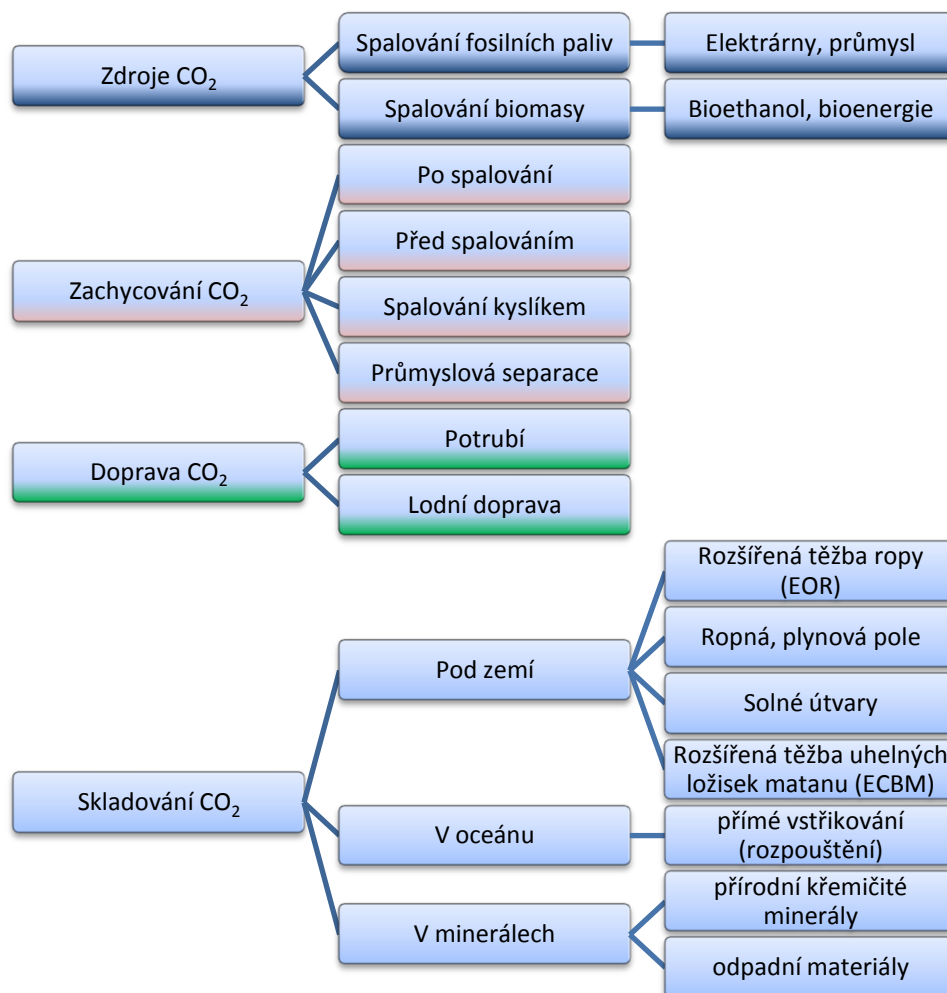 Zdroje CO₂
Spalování fosilních paliv
Elektrárny, průmysl
Spalování biomasy
Bioethanol, bioenergie
Zachycování CO₂
Po spalování
Před spalováním
Spalování kyslíkem
Průmyslová separace
Doprava CO₂
Potrubí
Lodní doprava
Skladování CO₂
Pod zemí
Rozšířená těžba ropy
(EOR)
Ropná, plynová pole
Solné útvary
Rozšířená těžba uhelných
ložisek matanu (ECBM)
V oceánu
přímé vstřikování
(rozpouštění)
V minerálech
přírodní křemičité
minerály
odpadní materiály